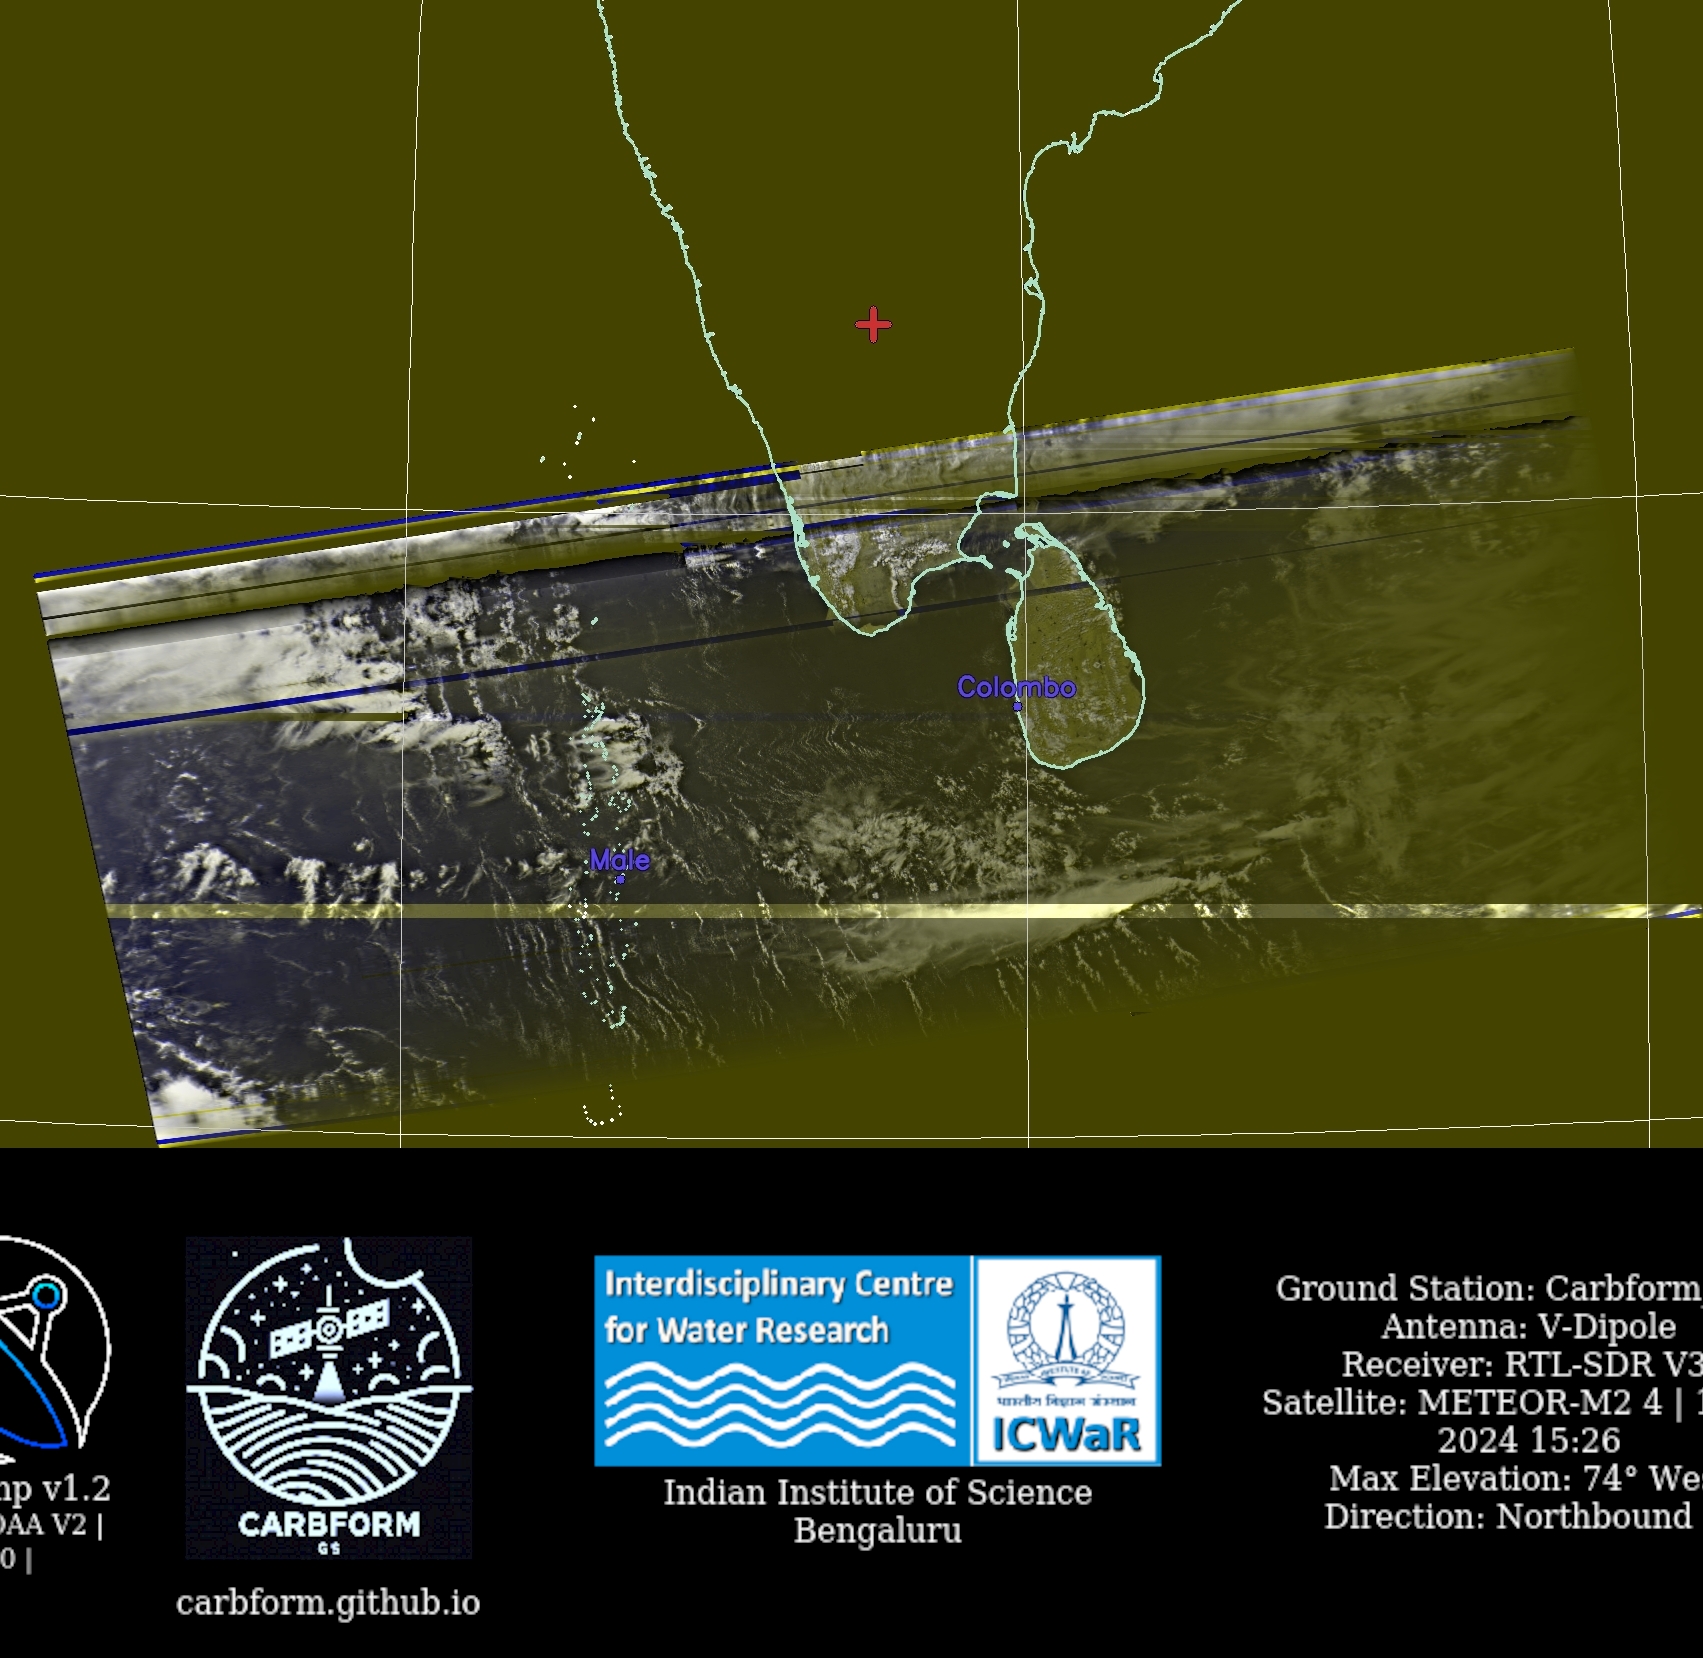 Colombo
Male
mp v1.2
OAA V2 |
0 |
CARBFORM
GS
carbform.github.io
Interdisciplinary Centre
for Water Research
भारतीय विज्ञान संस्थान
ICWaR
Indian Institute of Science
Bengaluru
Ground Station: Carbform
Antenna: V-Dipole
Receiver: RTL-SDR V3
Satellite: METEOR-M2 4 | 1
2024 15:26
Max Elevation: 74° We
Direction: Northbound